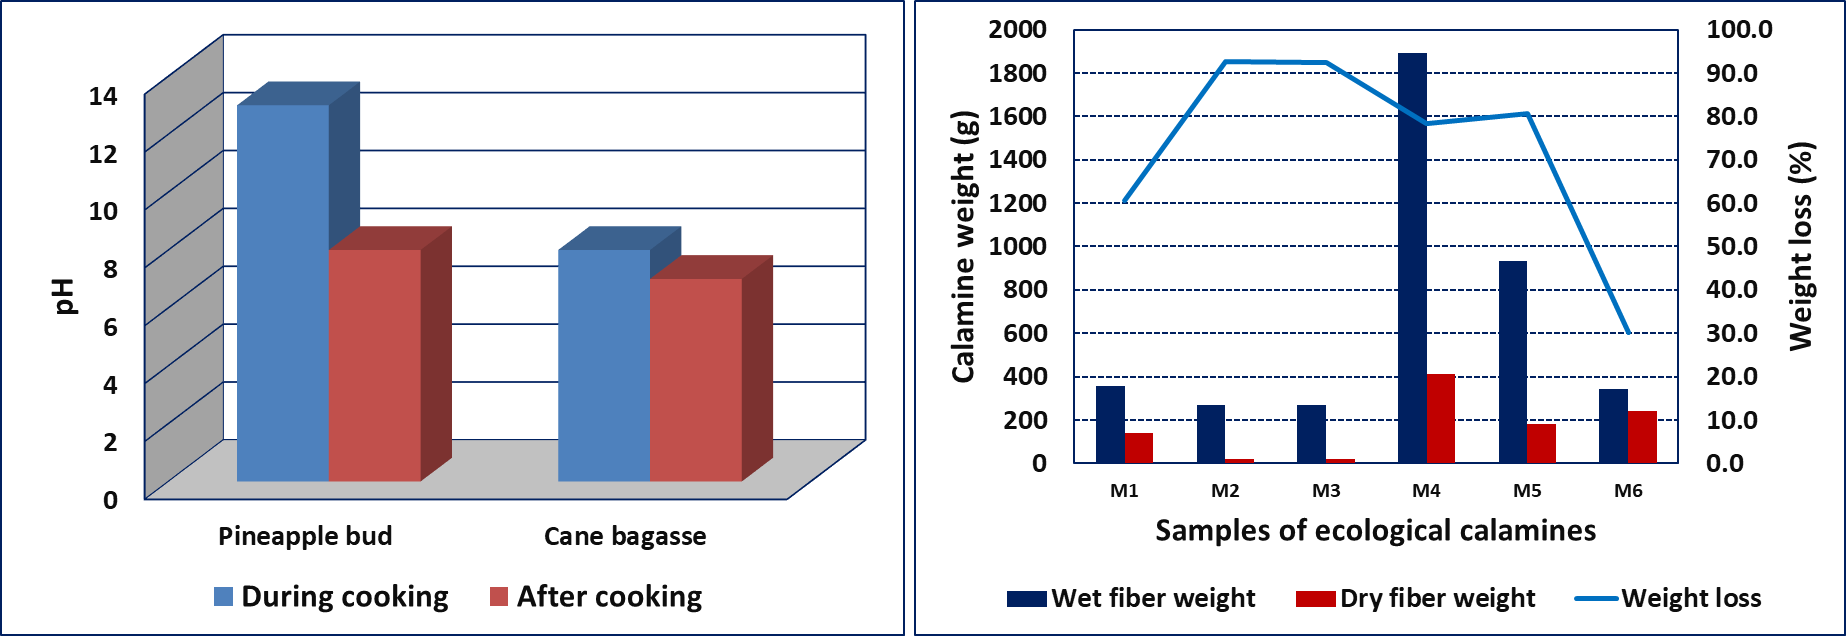 14
12
10
8
6
4
2
0
pH
Pineapple bud
Cane bagasse
During cooking
After cooking
2000
1800
1600
1400
1200
1000
800
600
400
200
0
Calamine weight (g)
100.0
90.0
80.0
70.0
60.0
50.0
40.0
30.0
20.0
10.0
0.0
Weight loss (%)
M1 M2 M3 M4 M5 M6
Samples of ecological calamines
Wet fiber weight
Dry fiber weight
Weight loss